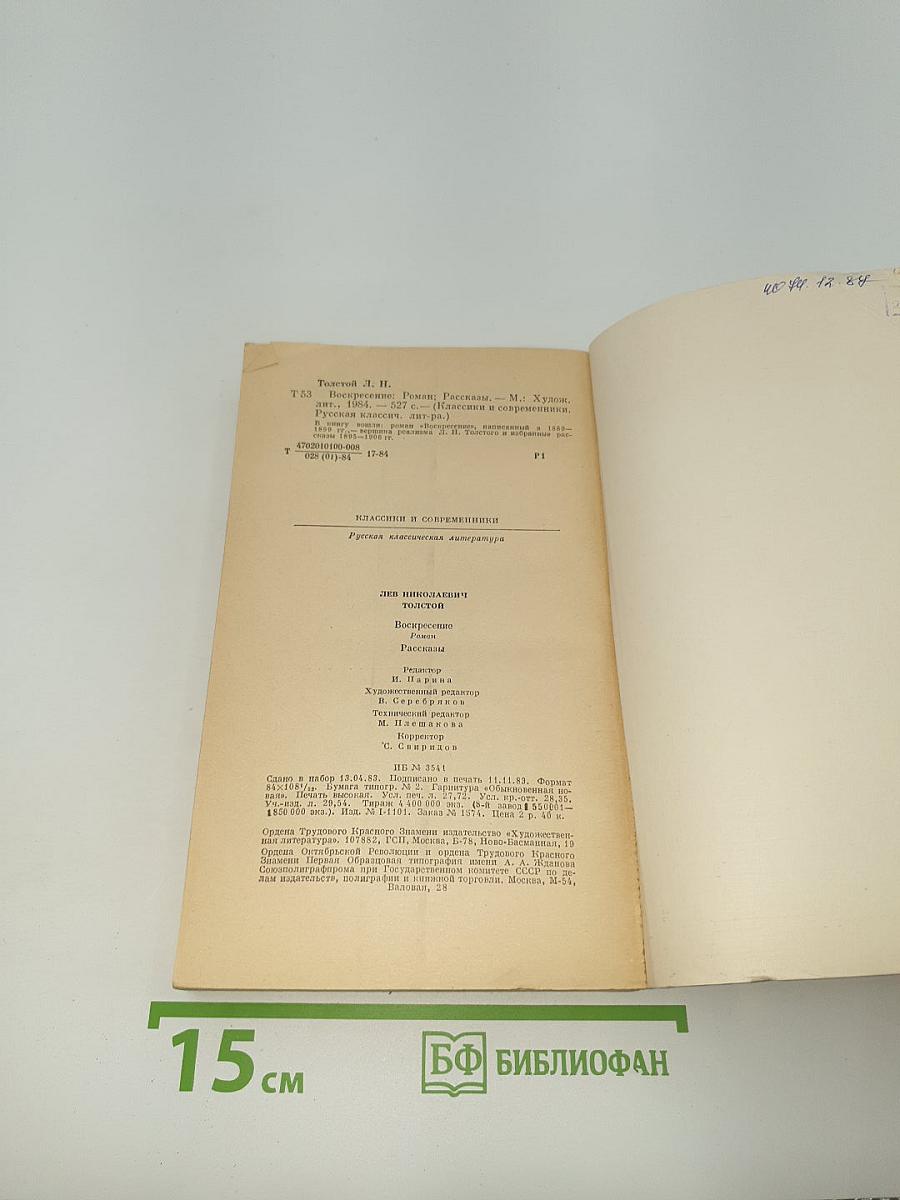 Толстой Л. Н.
Т 53 Воскресение: Роман; Рассказы. — М.: Худож.
лит., 1984. — 527 с. — (Классики и современники.
Русская классич. лит-ра.)
В книгу вошли: роман «Воскресение», написанный в 1889—
1899 гг., — вершина реализма Л. Н. Толстого и избранные рас-
сказы 1895—1906 гг.
Т 4702010100-008
028 (01)-84 17-84 Р1
КЛАССИКИ И СОВРЕМЕННИКИ
Русская классическая литература
ЛЕВ НИКОЛАЕВИЧ
ТОЛСТОЙ
Воскресение
Роман
Рассказы
Редактор
И. Парина
Художественный редактор
В. Серебряков
Технический редактор
М. Плешакова
Корректор
С. Свиридов
ИБ № 3541
Сдано в набор 13.04.83. Подписано в печать 11.11.83. Формат
84×108¹/₃₂. Бумага типогр. № 2. Гарнитура «Обыкновенная но-
вая». Печать высокая. Усл. печ. л. 27,72. Усл. кр.-отт. 28,35.
Уч.-изд. л. 29,54. Тираж 4 400 000 экз. (8-й завод 1 550 001—
1 850 000 экз.). Изд. № I-1101. Заказ № 1574. Цена 2 р. 40 к.
Ордена Трудового Красного Знамени издательство «Художествен-
ная литература». 107882, ГСП, Москва, Б-78, Ново-Басманная, 19
Ордена Октябрьской Революции и ордена Трудового Красного
Знамени Первая Образцовая типография имени А. А. Жданова
Союзполиграфпрома при Государственном комитете СССР по де-
лам издательств, полиграфии и книжной торговли. Москва, М-54,
Валовая, 28
15 см
БФ БИБЛИОФАН